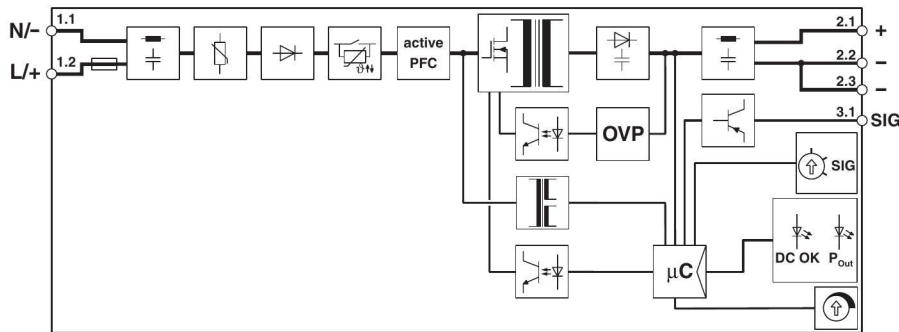 N/–
1.1
L/+
1.2
active
PFC
2.1
+
2.2
–
2.3
–
3.1
SIG
OVP
SIG
DC OK
POut
µC
ϑ